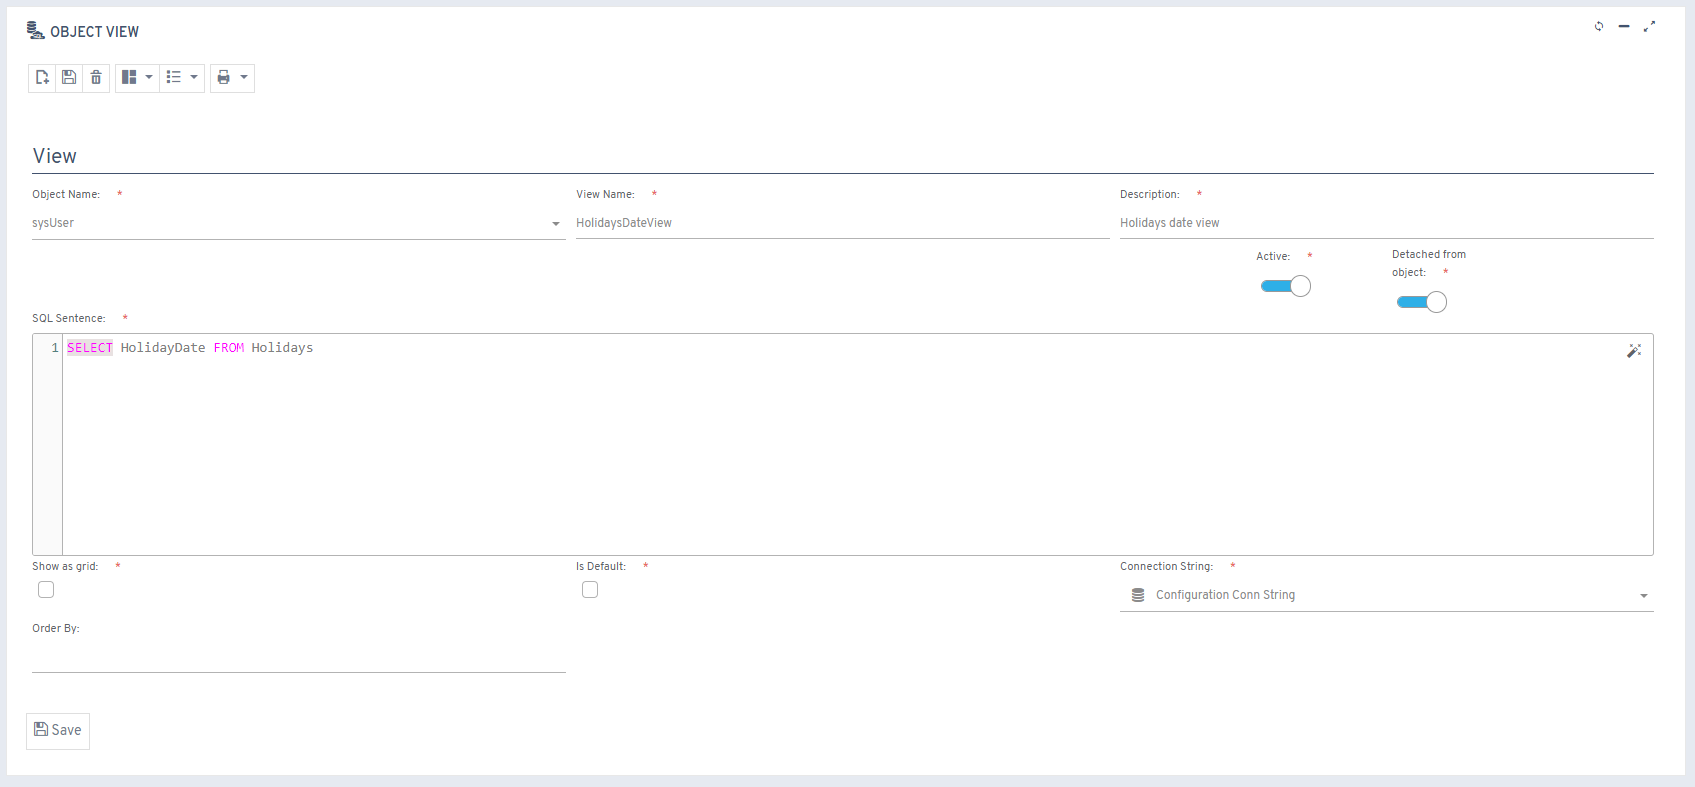 OBJECT VIEW
View
Object Name: *
View Name: *
Description: *
sysUser
HolidaysDateView
Holidays date view
Active: *
Detached from
object: *
SQL Sentence: *
1 SELECT HolidayDate FROM Holidays
Show as grid: *
Is Default: *
Connection String: *
Configuration Conn String
Order By:
Save